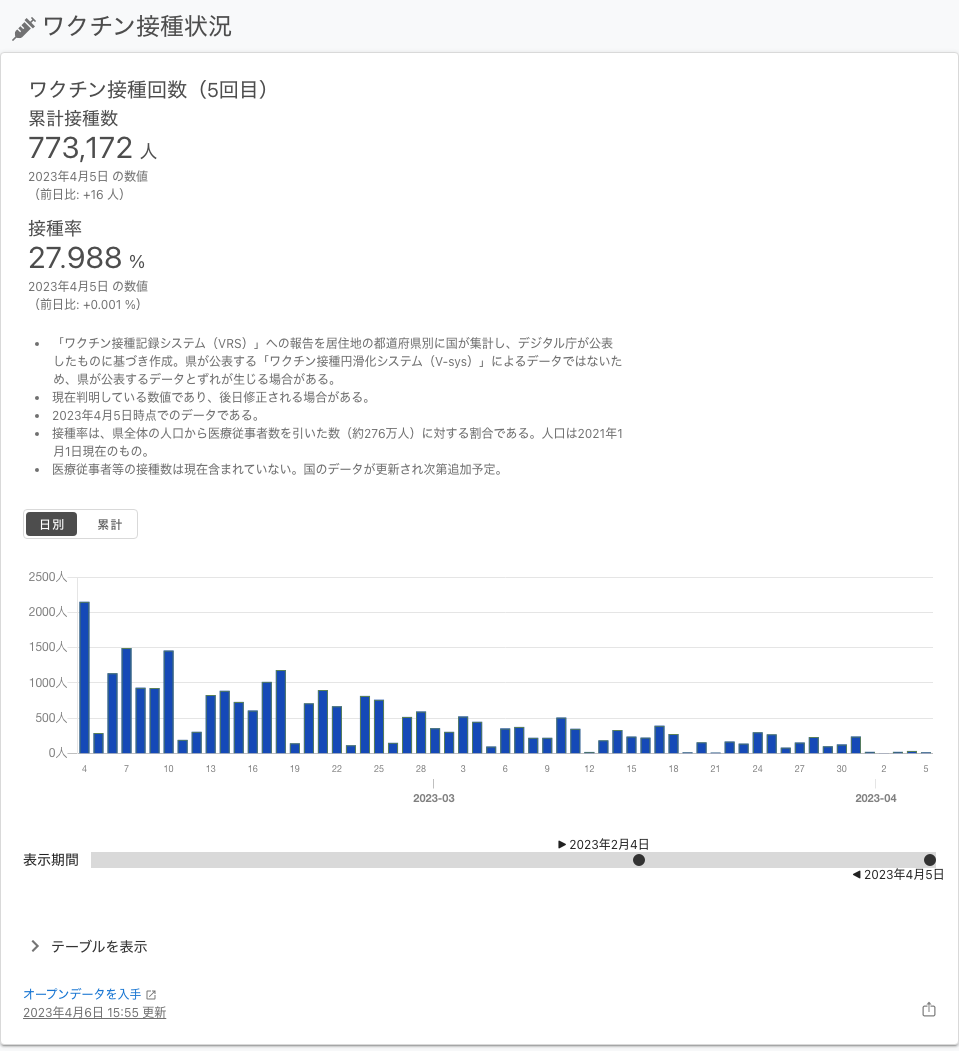 ワクチン接種状況
ワクチン接種回数（5回目）
累計接種数
773,172 人
2023年4月5日 の数値
（前日比: +16 人）
接種率
27.988 %
2023年4月5日 の数値
（前日比: +0.001 %）
• 「ワクチン接種記録システム（VRS）」への報告を居住地の都道府県別に国が集計し、デジタル庁が公表
したものに基づき作成。県が公表する「ワクチン接種円滑化システム（V-sys）」によるデータではないた
め、県が公表するデータとずれが生じる場合がある。
• 現在判明している数値であり、後日修正される場合がある。
• 2023年4月5日時点でのデータである。
• 接種率は、県全体の人口から医療従事者数を引いた数（約276万人）に対する割合である。人口は2021年1
月1日現在のもの。
• 医療従事者等の接種数は現在含まれていない。国のデータが更新され次第追加予定。
日別 累計
2500人
2000人
1500人
1000人
500人
0人
4 7 10 13 16 19 22 25 28 3 6 9 12 15 18 21 24 27 30 2 5
2023-03 2023-04
▶ 2023年2月4日
表示期間
◀ 2023年4月5日
テーブルを表示
オープンデータを入手
2023年4月6日 15:55 更新